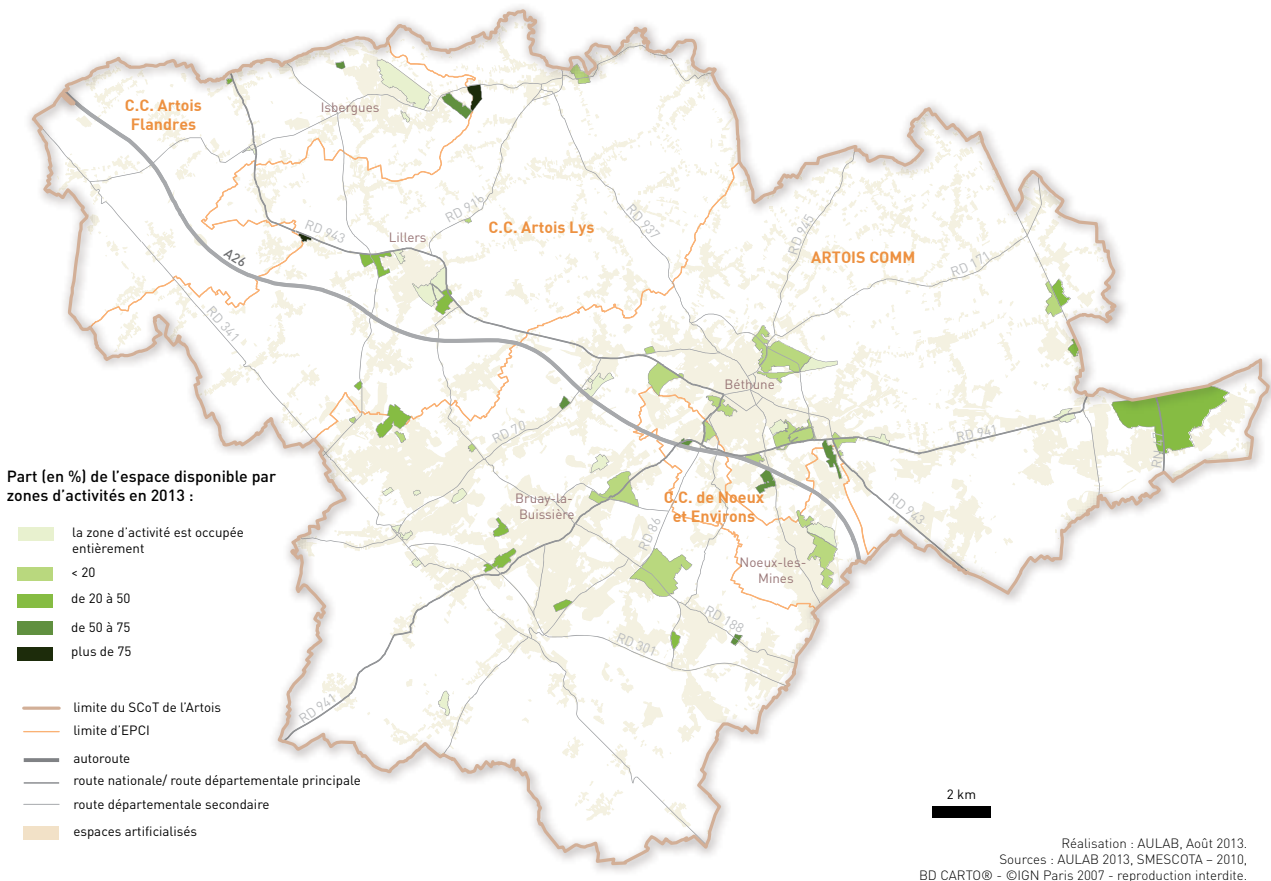 C.C. Artois
Flandres
Isbergues
RD 943
Lillers
RD 916
C.C. Artois Lys
RD 937
RD 945
ARTOIS COMM
RD 171
A26
RD 341
Béthune
RD 70
RD 941
Bruay-la-
Buissière
C.C. de Noeux
et Environs
RD 86
RD 943
Noeux-les-
Mines
RD 188
RD 301
RD 941
Part (en %) de l'espace disponible par
zones d'activités en 2013 :
la zone d'activité est occupée
entièrement
< 20
de 20 à 50
de 50 à 75
plus de 75
limite du SCoT de l'Artois
limite d'EPCI
autoroute
route nationale/ route départementale principale
route départementale secondaire
espaces artificialisés
2 km
Réalisation : AULAB, Août 2013.
Sources : AULAB 2013, SMESCOTA – 2010,
BD CARTO® - ©IGN Paris 2007 - reproduction interdite.